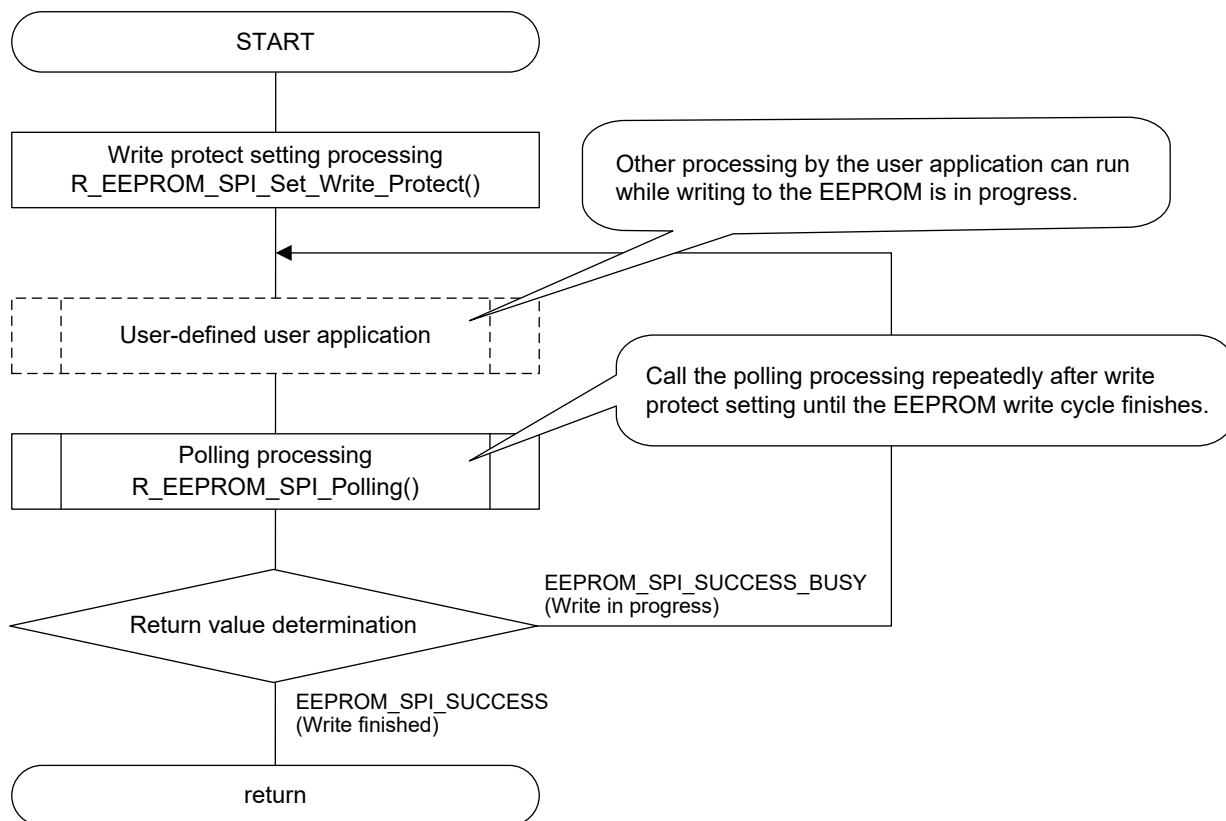 START
Write protect setting processing
R_EEPROM_SPI_Set_Write_Protect()
Other processing by the user application can run
while writing to the EEPROM is in progress.
User-defined user application
Call the polling processing repeatedly after write
protect setting until the EEPROM write cycle finishes.
Polling processing
R_EEPROM_SPI_Polling()
EEPROM_SPI_SUCCESS_BUSY
(Write in progress)
Return value determination
EEPROM_SPI_SUCCESS
(Write finished)
return